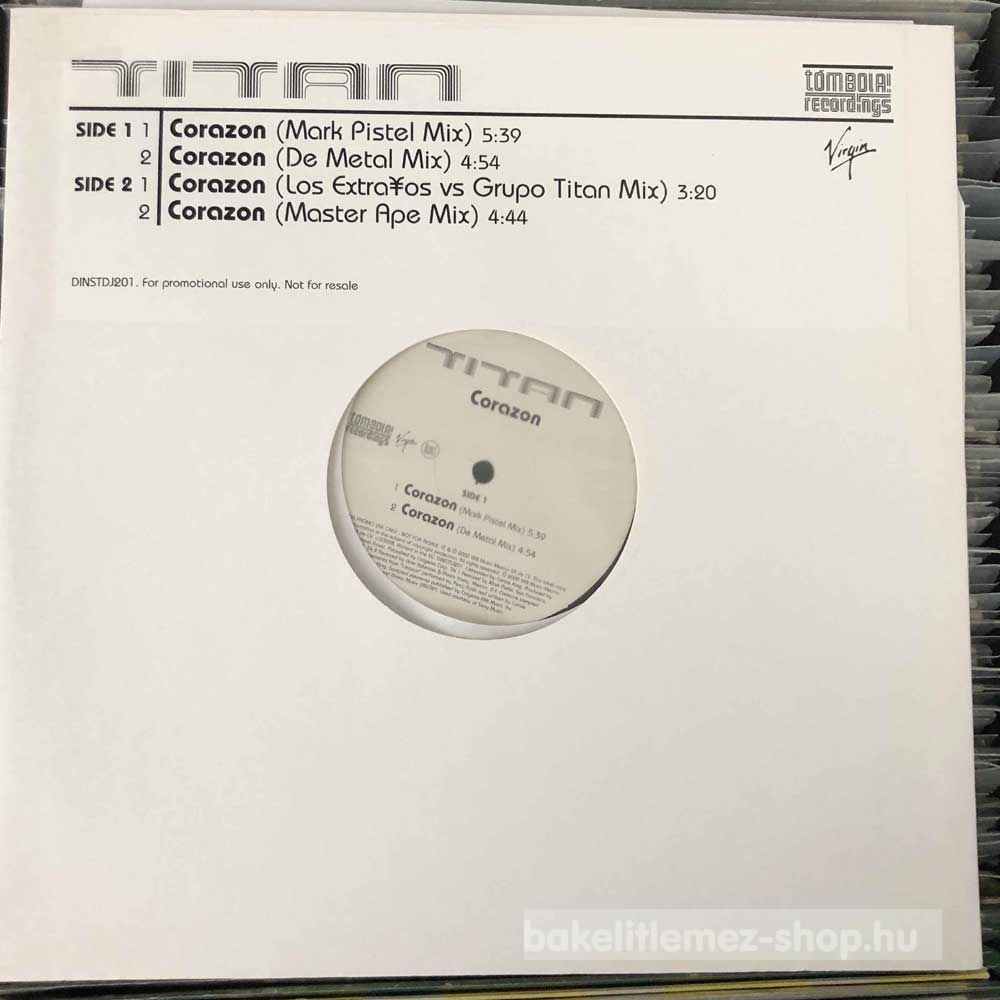 TITAN
tómbola!
recordings
Virgin
SIDE 1 1 Corazon (Mark Pistel Mix) 5:39
2 Corazon (De Metal Mix) 4:54
SIDE 2 1 Corazon (Los Extra¥os vs Grupo Titan Mix) 3:20
2 Corazon (Master Ape Mix) 4:44
DINSTDJ201. For promotional use only. Not for resale
TITAN
Corazon
tómbola!
recordings
Virgin
SIDE 1
1 Corazon (Mark Pistel Mix) 5:39
2 Corazon (De Metal Mix) 4:54
bakelitlemez-shop.hu